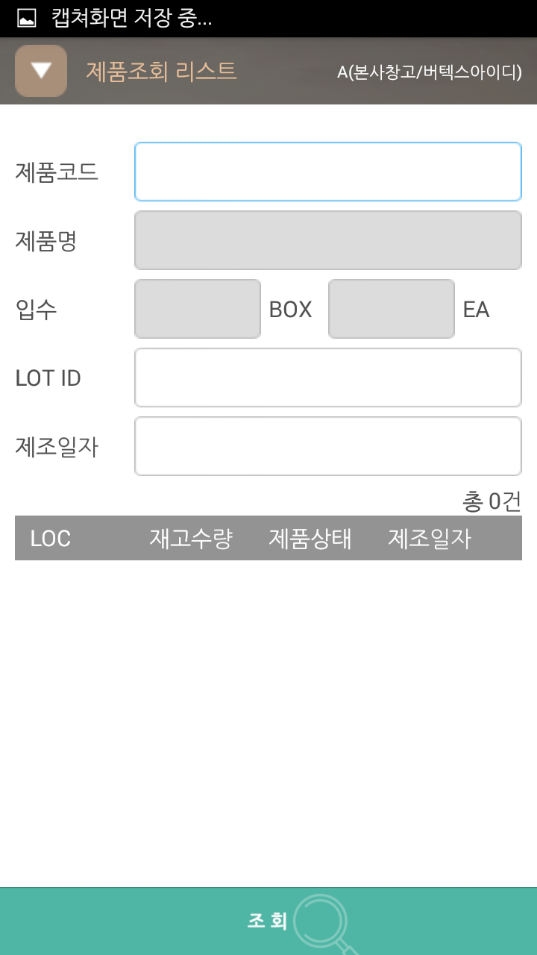 캡쳐화면 저장 중...
제품조회 리스트 A(본사창고/버텍스아이디)
제품코드
제품명
입수 BOX EA
LOT ID
제조일자
총 0건
LOC 재고수량 제품상태 제조일자
조 회